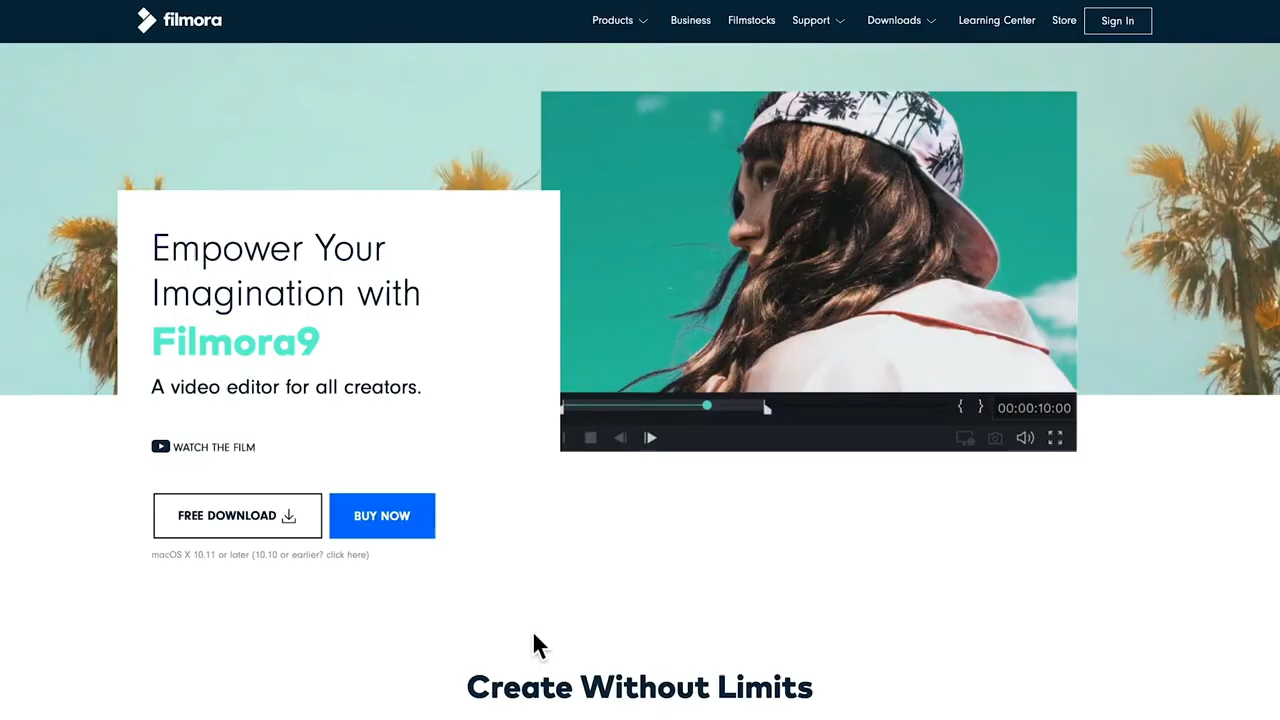 filmora
Products Business Filmstocks Support Downloads Learning Center Store Sign In
Empower Your
Imagination with
Filmora9
A video editor for all creators.
WATCH THE FILM
FREE DOWNLOAD BUY NOW
macOS X 10.11 or later (10.10 or earlier? click here)
{ } 00:00:10:00
Create Without Limits